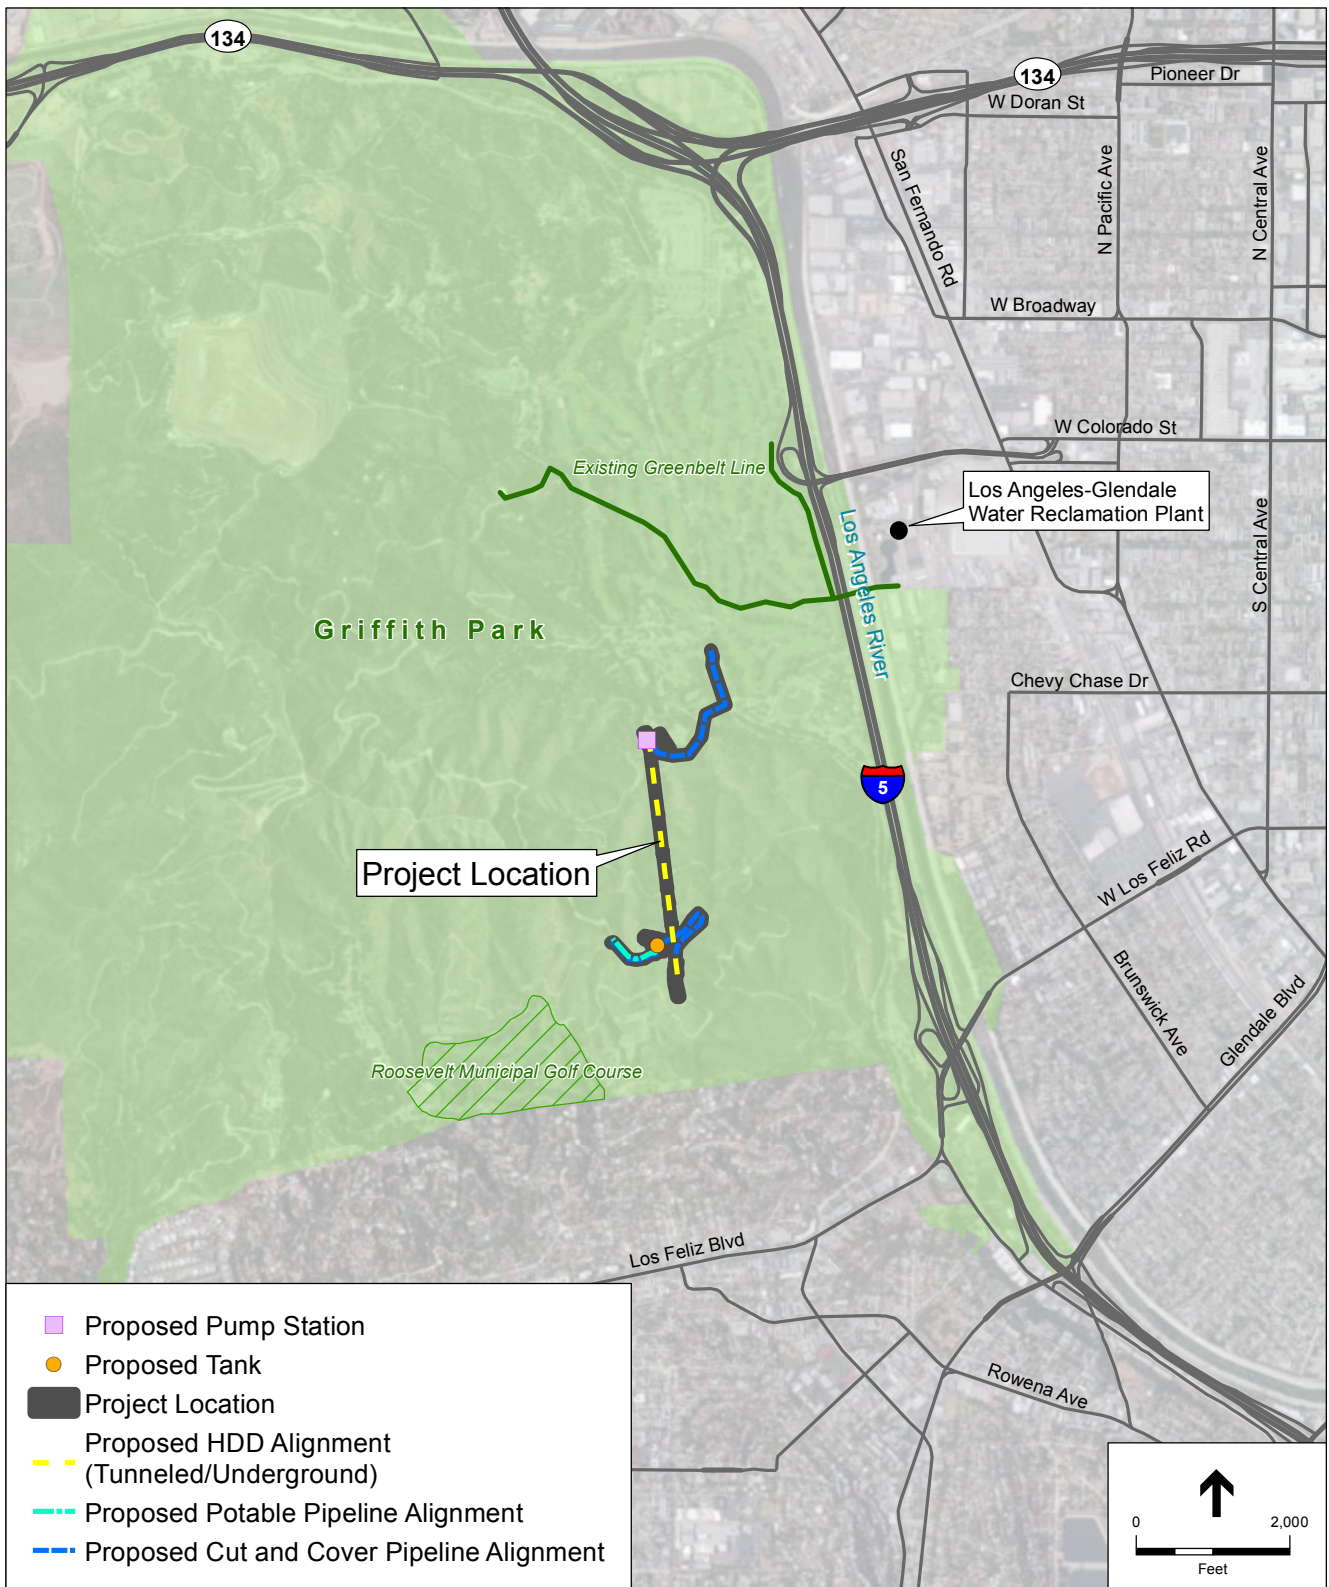 134
134
Pioneer Dr
W Doran St
San Fernando Rd
N Pacific Ave
N Central Ave
W Broadway
W Colorado St
Existing Greenbelt Line
Los Angeles-Glendale
Water Reclamation Plant
Los Angeles River
S Central Ave
Griffith Park
Chevy Chase Dr
5
Project Location
W Los Feliz Rd
Brunswick Ave
Glendale Blvd
Roosevelt Municipal Golf Course
Los Feliz Blvd
Rowena Ave
Proposed Pump Station
Proposed Tank
Project Location
Proposed HDD Alignment
(Tunneled/Underground)
Proposed Potable Pipeline Alignment
Proposed Cut and Cover Pipeline Alignment
0 2,000
Feet